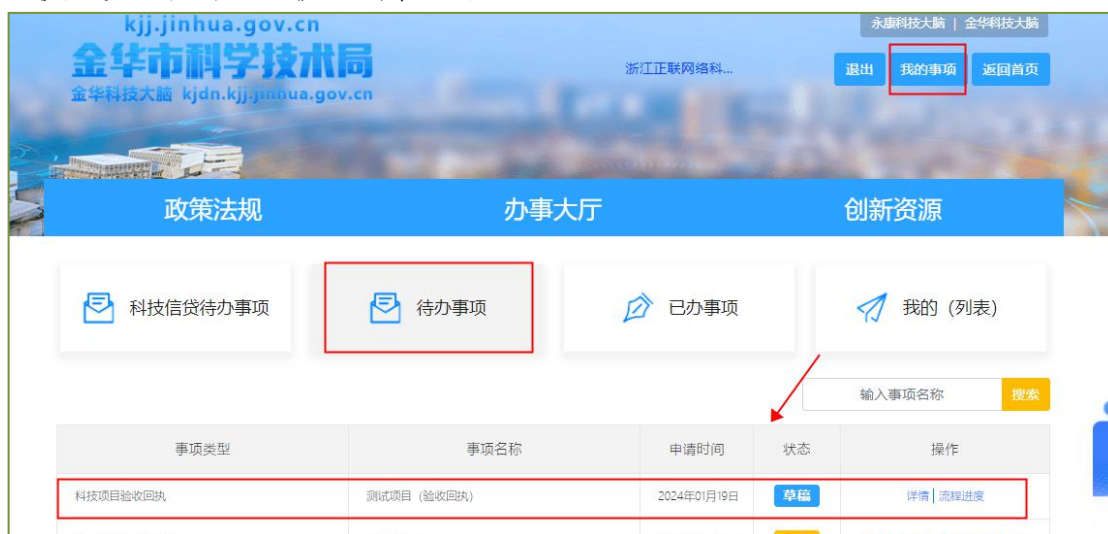 kjj.jinhua.gov.cn
永康科技大脑 | 金华科技大脑
金华市科学技术局
浙江正联网络科...
退出 我的事项 返回首页
金华科技大脑 kjdn.kjj.jinhua.gov.cn
政策法规 办事大厅 创新资源
科技信贷待办事项 待办事项 已办事项 我的（列表）
输入事项名称 搜索
事项类型 事项名称 申请时间 状态 操作
科技项目验收回执 测试项目（验收回执） 2024年01月19日 草稿 详情 | 流程进度